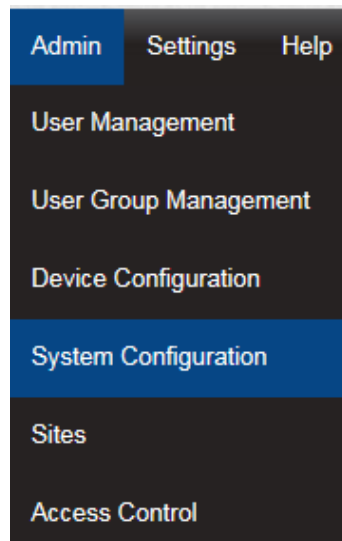 Admin Settings Help
User Management
User Group Management
Device Configuration
System Configuration
Sites
Access Control